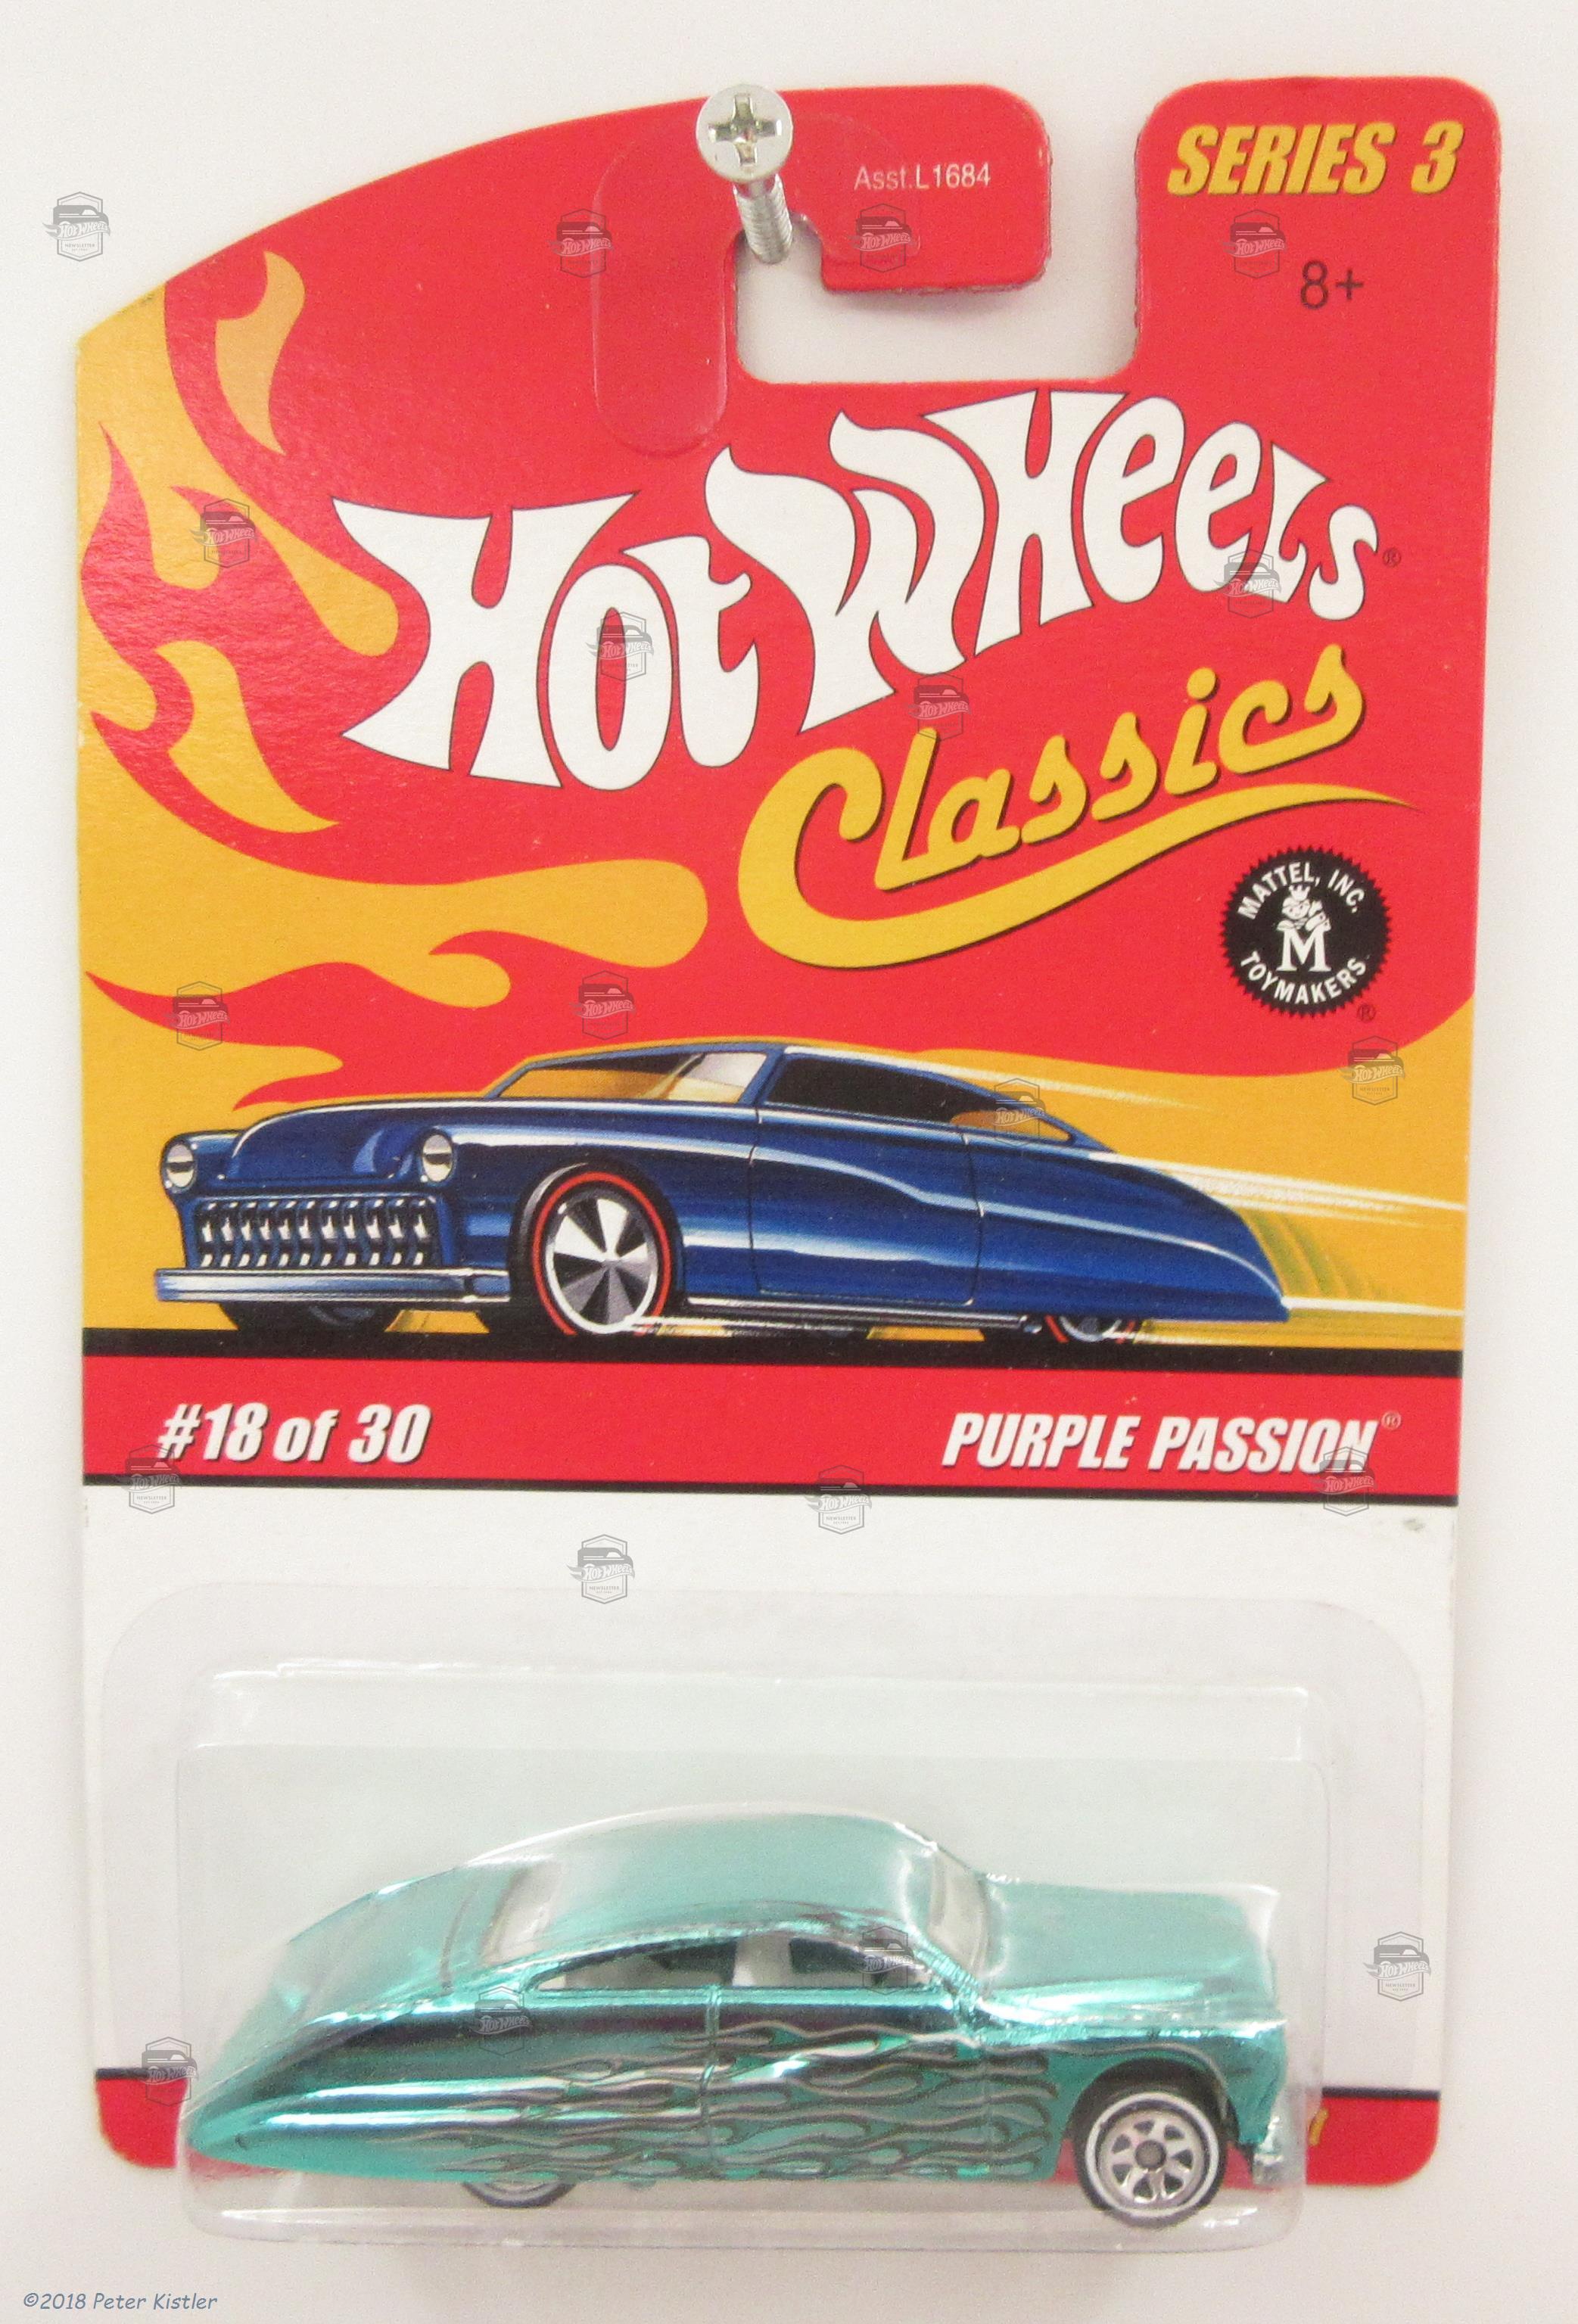 Asst.L1684
SERIES 3
8+
Hot Wheels®
Classics
MATTEL, INC.
M
TOYMAKERS
®
#18 of 30
PURPLE PASSION®
©2018 Peter Kistler